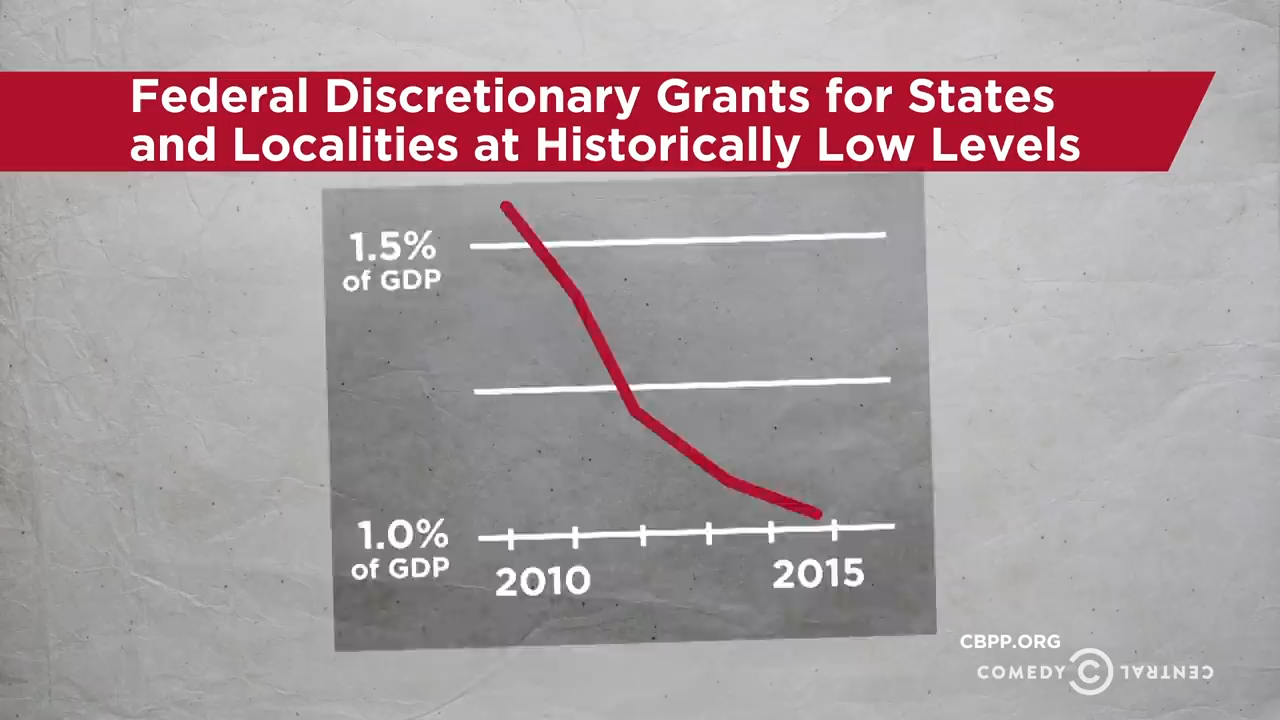 Federal Discretionary Grants for States
and Localities at Historically Low Levels
1.5%
of GDP
1.0%
of GDP
2010
2015
CBPP.ORG
COMEDY CENTRAL